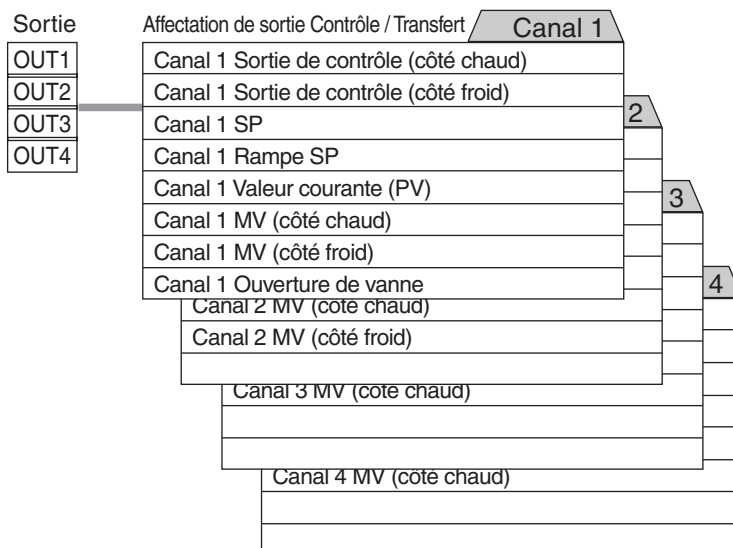 Sortie
Affectation de sortie Contrôle / Transfert
Canal 1
OUT1
OUT2
OUT3
OUT4
Canal 1 Sortie de contrôle (côté chaud)
Canal 1 Sortie de contrôle (côté froid)
Canal 1 SP
Canal 1 Rampe SP
Canal 1 Valeur courante (PV)
Canal 1 MV (côté chaud)
Canal 1 MV (côté froid)
Canal 1 Ouverture de vanne
2
Canal 2 MV (côté chaud)
Canal 2 MV (côté froid)
3
Canal 3 MV (côté chaud)
4
Canal 4 MV (côté chaud)